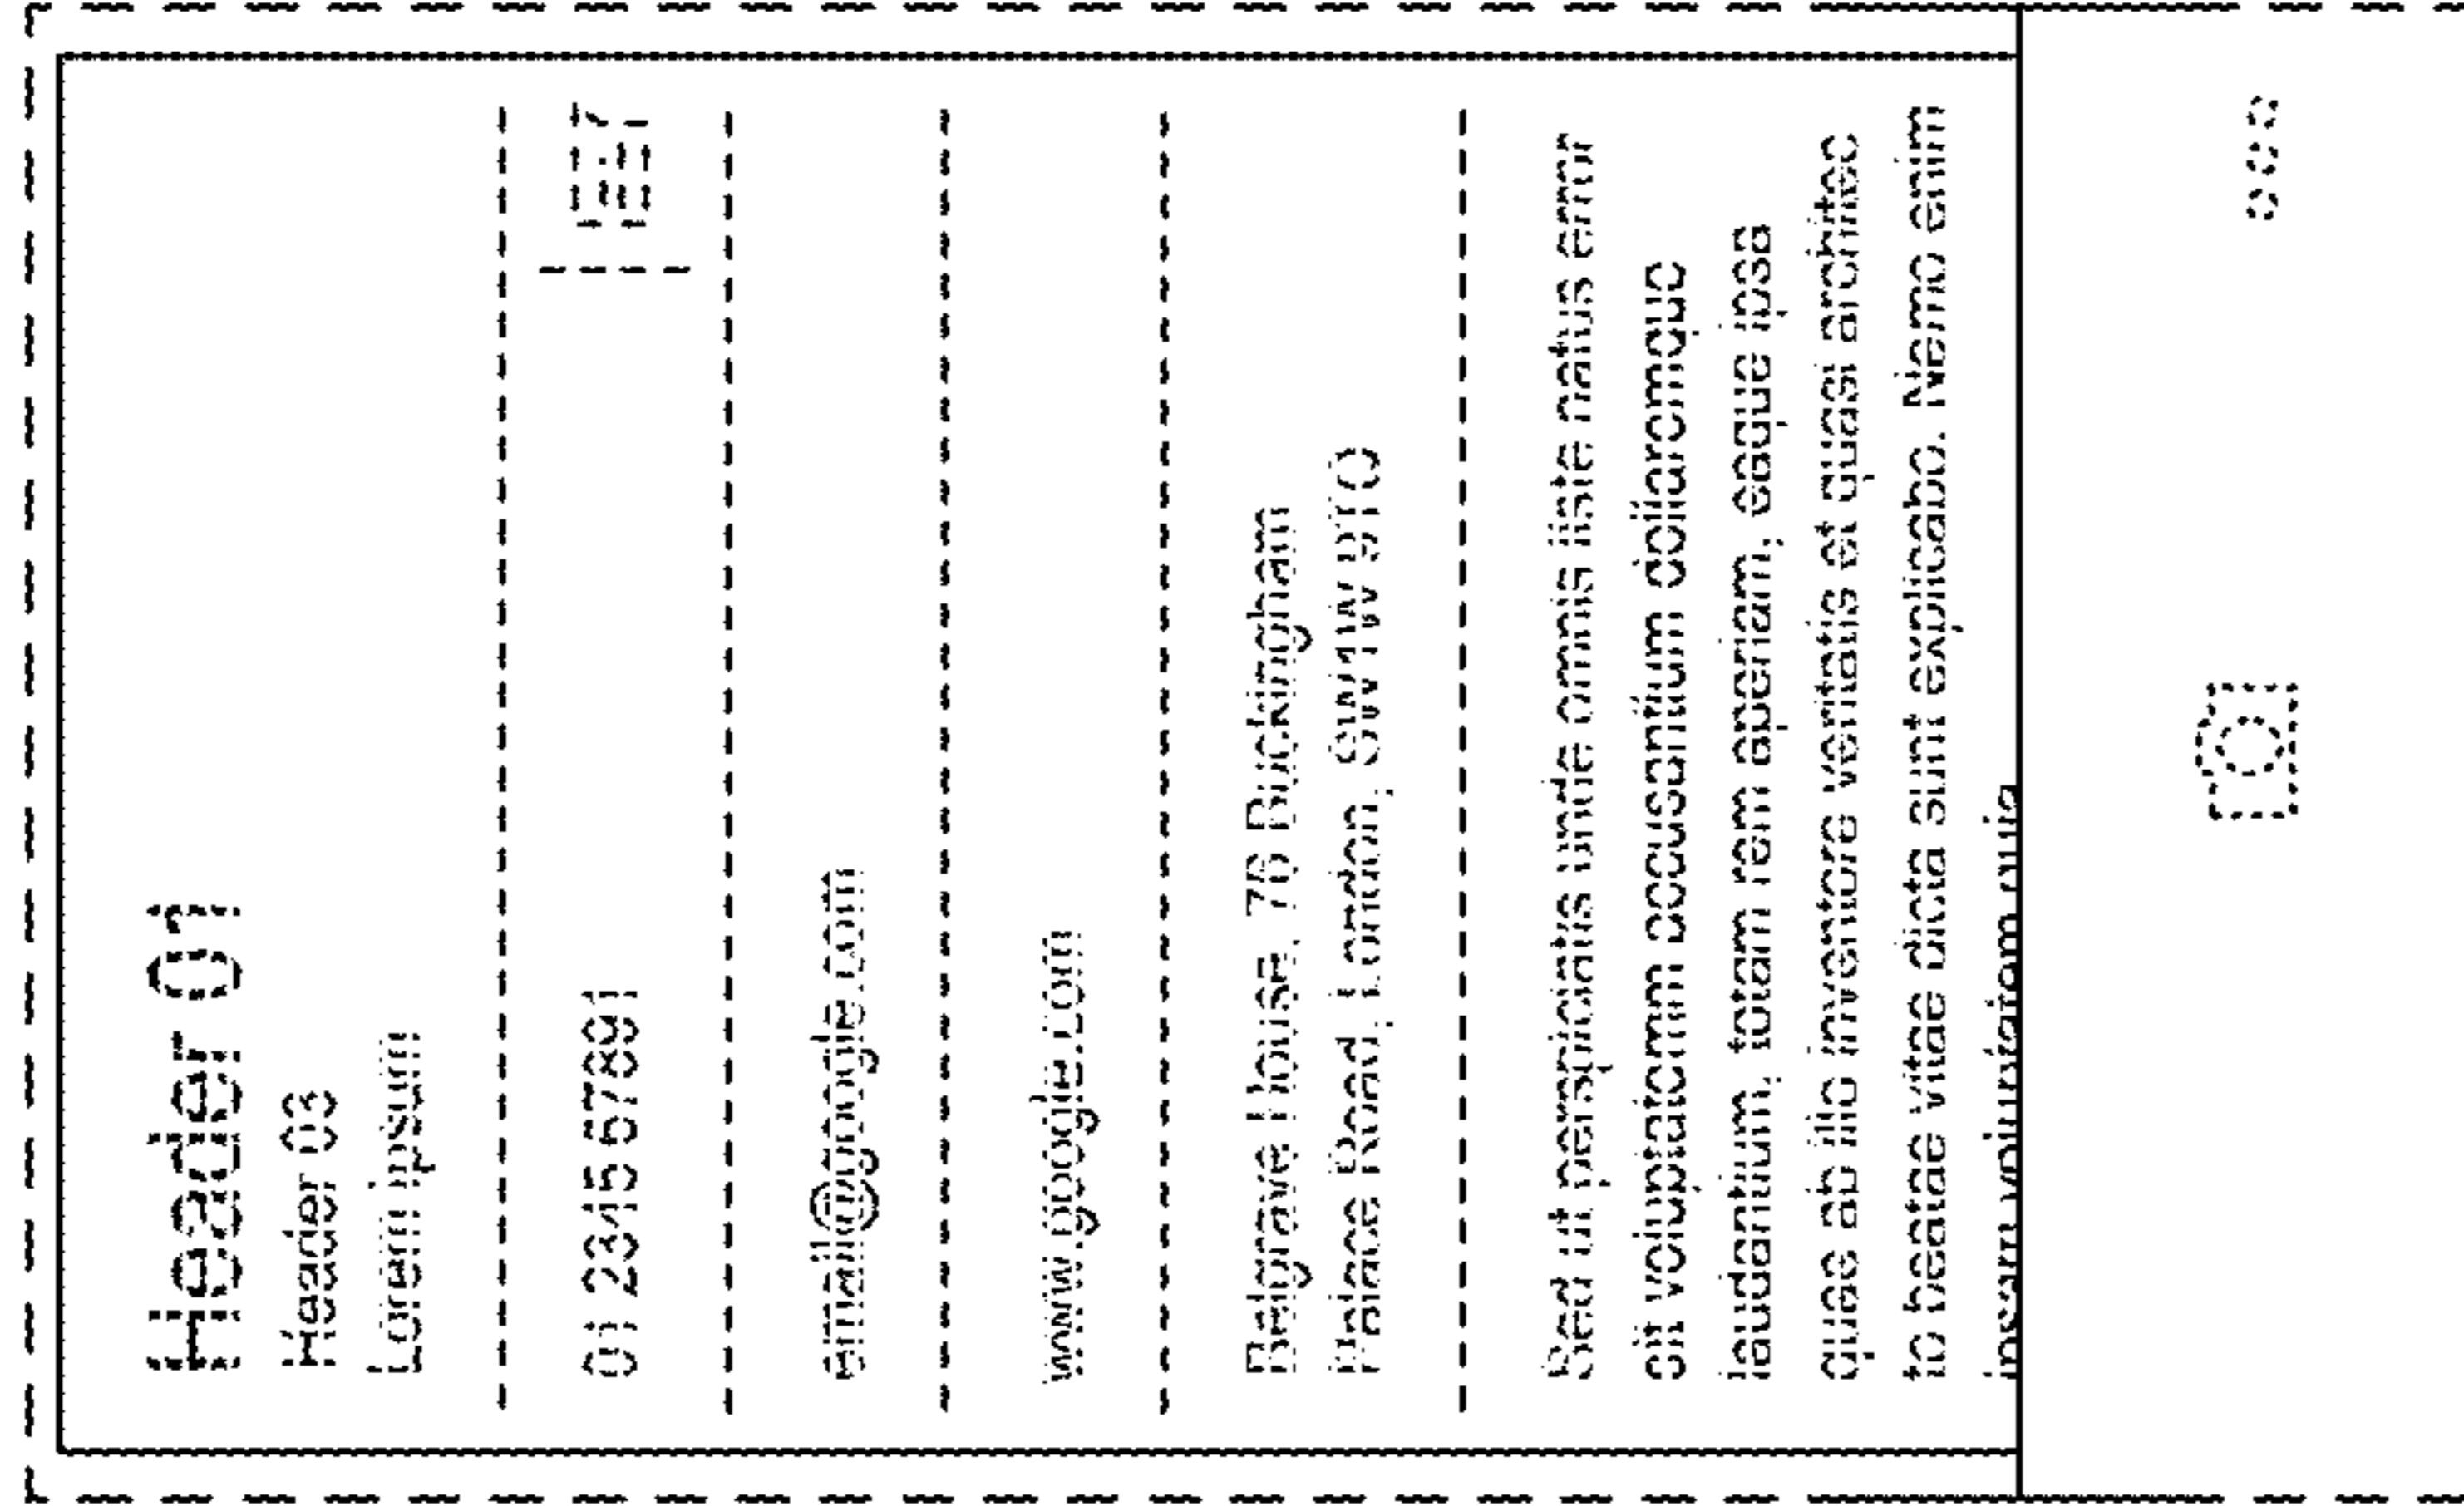 Header 01
Header 03
Lorem ipsum
01 2345 67891
email@google.com
www.google.com
Belgrave House, 76 Buckingham
Palace Road, London, SW1W 9TQ
Sed ut perspiciatis unde omnis iste natus error
sit voluptatemn accusantium dollaremque
laudantium, totam rem aperiam, eaque ipsa
quae ab illo inventore veritatis et quasi architec
to beatae vitae dicta sunt explicabo. Nemo enim
ipsam voluptatem quia